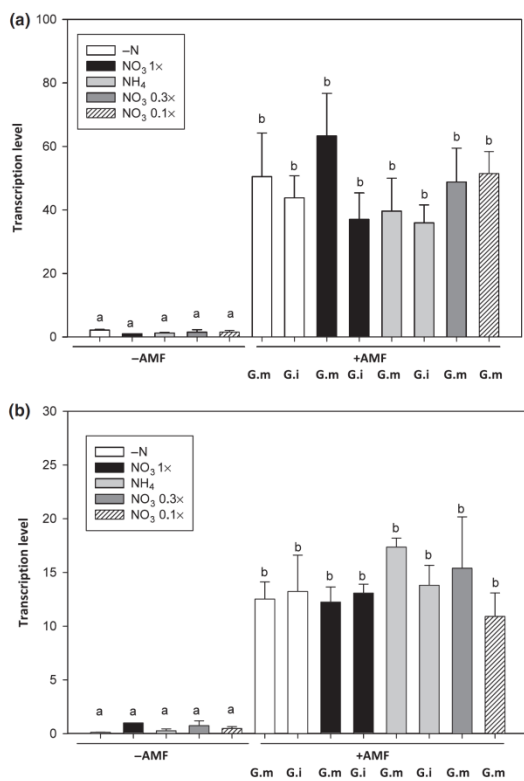 (a)
100
80
60
40
20
0
Transcription level
–N
NO₃ 1×
NH₄
NO₃ 0.3×
NO₃ 0.1×
a a a a a b b b b b b b b
–AMF +AMF
G.m G.i G.m G.i G.m G.i G.m G.m
(b)
30
25
20
15
10
5
0
Transcription level
–N
NO₃ 1×
NH₄
NO₃ 0.3×
NO₃ 0.1×
a a a a a b b b b b b b b
–AMF +AMF
G.m G.i G.m G.i G.m G.i G.m G.m